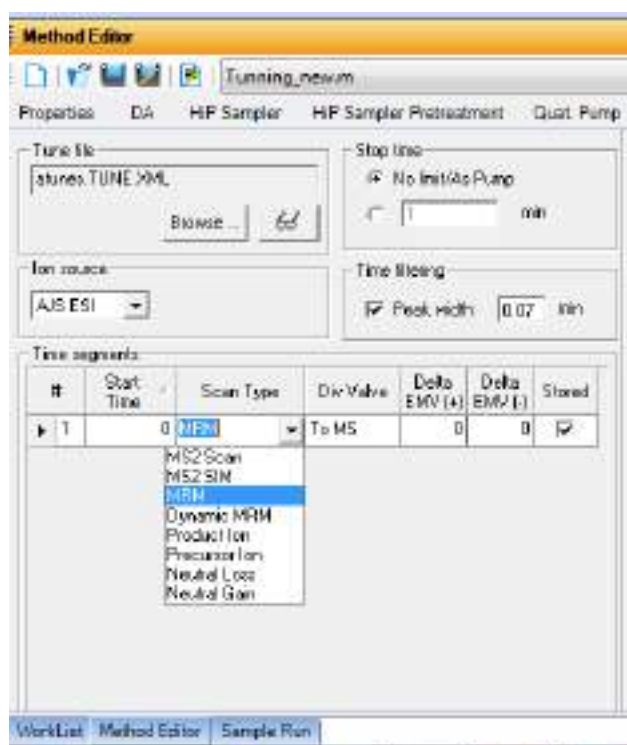 Method Editor
Tunning_new.m
Properties DA HiP Sampler HiP Sampler Pretreatment Quat. Pump
Tune file
atunes.TUNE.XML
Browse ...
Stop time
No limit/As Pump
1 min
Ion source
AJS ESI
Time filtering
Peak width 0.07 min
Time segments
# Start Time Scan Type Div Valve Delta EMV (+) Delta EMV (-) Stored
1 0 MRM To MS 0 0
MS2 Scan
MS2 SIM
MRM
Dynamic MRM
Product Ion
Precursor Ion
Neutral Loss
Neutral Gain
WorkList Method Editor Sample Run